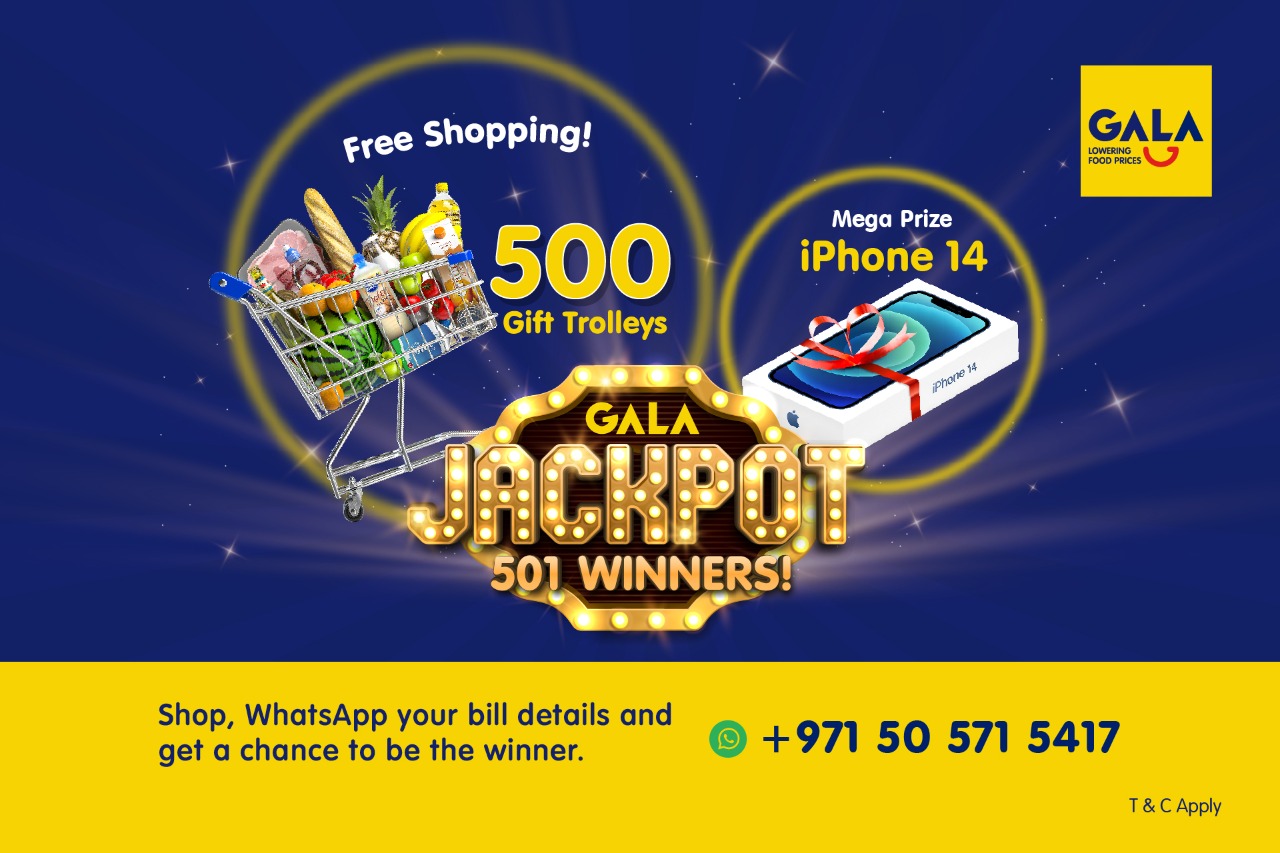 Free Shopping!
500
Gift Trolleys
Mega Prize
iPhone 14
iPhone 14
GALA
LOWERING
FOOD PRICES
GALA
JACKPOT
501 WINNERS!
Shop, WhatsApp your bill details and
get a chance to be the winner.
+971 50 571 5417
T & C Apply